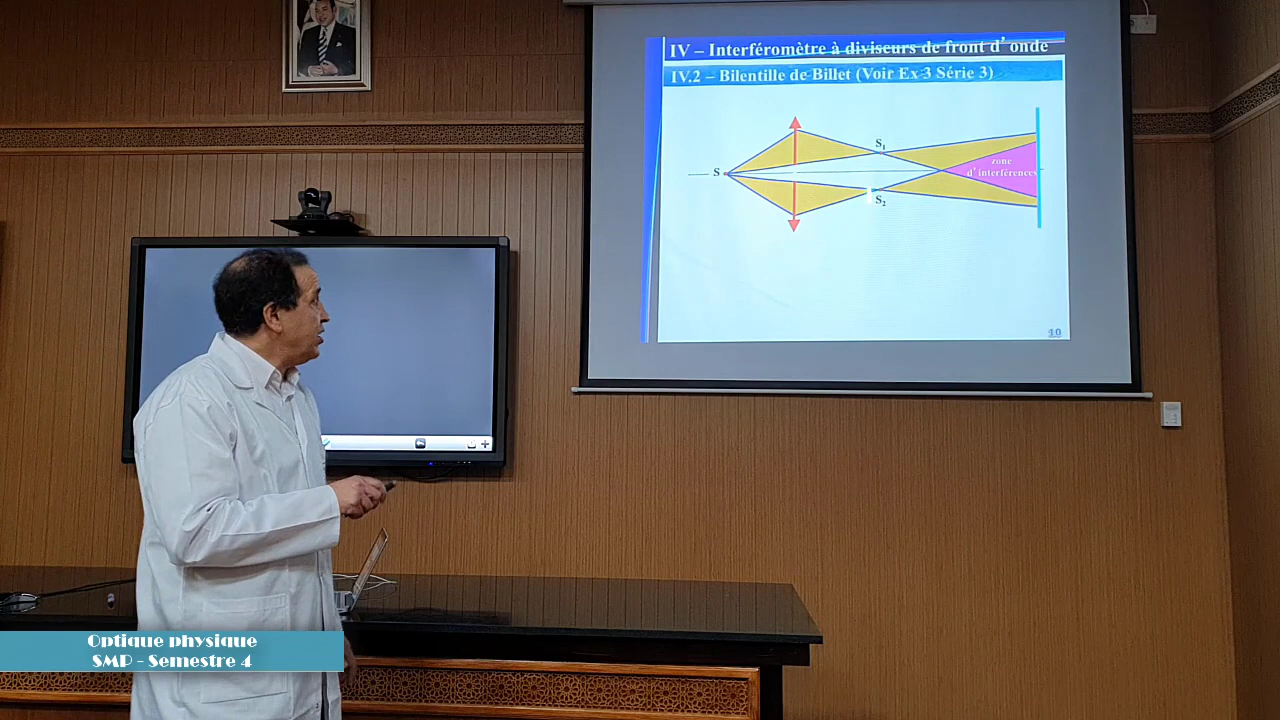 IV – Interféromètre à diviseurs de front d'onde
IV.2 – Bilentille de Billet (Voir Ex 3 Série 3)
S
S₁
S₂
zone
d'interférences
10
Optique physique
SMP - Semestre 4